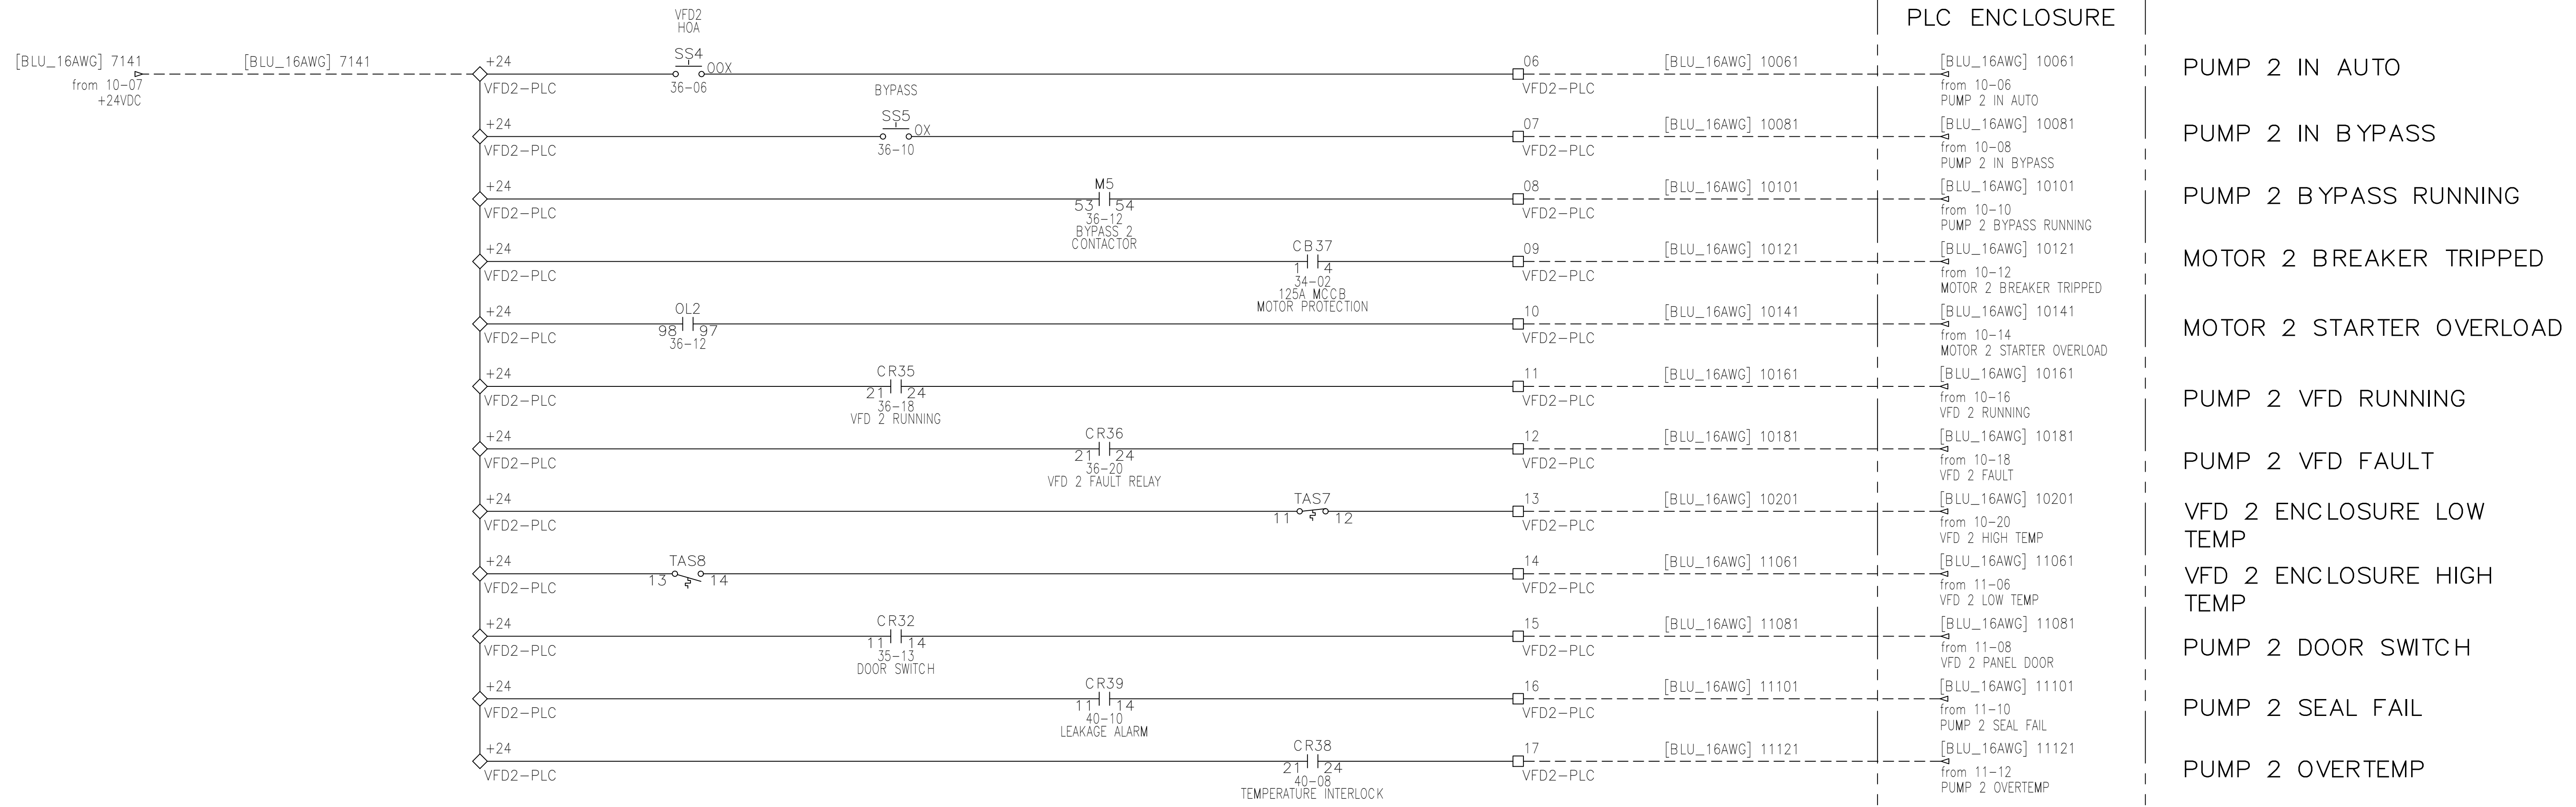 PLC ENCLOSURE
VFD2
HOA
[BLU_16AWG] 7141
from 10-07
+24VDC
[BLU_16AWG] 7141
+24
VFD2-PLC
SS4
OOX
36-06
06
VFD2-PLC
[BLU_16AWG] 10061
[BLU_16AWG] 10061
from 10-06
PUMP 2 IN AUTO
PUMP 2 IN AUTO
BYPASS
+24
VFD2-PLC
SS5
OX
36-10
07
VFD2-PLC
[BLU_16AWG] 10081
[BLU_16AWG] 10081
from 10-08
PUMP 2 IN BYPASS
PUMP 2 IN BYPASS
+24
VFD2-PLC
M5
53 54
36-12
BYPASS 2
CONTACTOR
08
VFD2-PLC
[BLU_16AWG] 10101
[BLU_16AWG] 10101
from 10-10
PUMP 2 BYPASS RUNNING
PUMP 2 BYPASS RUNNING
+24
VFD2-PLC
CB37
1 4
34-02
125A MCCB
MOTOR PROTECTION
09
VFD2-PLC
[BLU_16AWG] 10121
[BLU_16AWG] 10121
from 10-12
MOTOR 2 BREAKER TRIPPED
MOTOR 2 BREAKER TRIPPED
+24
VFD2-PLC
OL2
98 97
36-12
10
VFD2-PLC
[BLU_16AWG] 10141
[BLU_16AWG] 10141
from 10-14
MOTOR 2 STARTER OVERLOAD
MOTOR 2 STARTER OVERLOAD
+24
VFD2-PLC
CR35
21 24
36-18
VFD 2 RUNNING
11
VFD2-PLC
[BLU_16AWG] 10161
[BLU_16AWG] 10161
from 10-16
VFD 2 RUNNING
PUMP 2 VFD RUNNING
+24
VFD2-PLC
CR36
21 24
36-20
VFD 2 FAULT RELAY
12
VFD2-PLC
[BLU_16AWG] 10181
[BLU_16AWG] 10181
from 10-18
VFD 2 FAULT
PUMP 2 VFD FAULT
+24
VFD2-PLC
TAS7
11 12
13
VFD2-PLC
[BLU_16AWG] 10201
[BLU_16AWG] 10201
from 10-20
VFD 2 HIGH TEMP
VFD 2 ENCLOSURE LOW
TEMP
+24
VFD2-PLC
TAS8
13 14
14
VFD2-PLC
[BLU_16AWG] 11061
[BLU_16AWG] 11061
from 11-06
VFD 2 LOW TEMP
VFD 2 ENCLOSURE HIGH
TEMP
+24
VFD2-PLC
CR32
11 14
35-13
DOOR SWITCH
15
VFD2-PLC
[BLU_16AWG] 11081
[BLU_16AWG] 11081
from 11-08
VFD 2 PANEL DOOR
PUMP 2 DOOR SWITCH
+24
VFD2-PLC
CR39
11 14
40-10
LEAKAGE ALARM
16
VFD2-PLC
[BLU_16AWG] 11101
[BLU_16AWG] 11101
from 11-10
PUMP 2 SEAL FAIL
PUMP 2 SEAL FAIL
+24
VFD2-PLC
CR38
21 24
40-08
TEMPERATURE INTERLOCK
17
VFD2-PLC
[BLU_16AWG] 11121
[BLU_16AWG] 11121
from 11-12
PUMP 2 OVERTEMP
PUMP 2 OVERTEMP